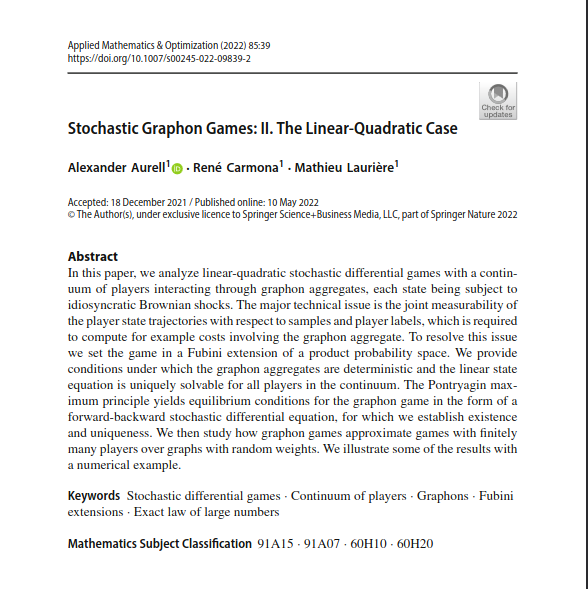 Applied Mathematics & Optimization (2022) 85:39
https://doi.org/10.1007/s00245-022-09839-2
Check for
updates
Stochastic Graphon Games: II. The Linear-Quadratic Case
Alexander Aurell¹ iD · René Carmona¹ · Mathieu Laurière¹
Accepted: 18 December 2021 / Published online: 10 May 2022
© The Author(s), under exclusive licence to Springer Science+Business Media, LLC, part of Springer Nature 2022
Abstract
In this paper, we analyze linear-quadratic stochastic differential games with a contin-
uum of players interacting through graphon aggregates, each state being subject to
idiosyncratic Brownian shocks. The major technical issue is the joint measurability of
the player state trajectories with respect to samples and player labels, which is required
to compute for example costs involving the graphon aggregate. To resolve this issue
we set the game in a Fubini extension of a product probability space. We provide
conditions under which the graphon aggregates are deterministic and the linear state
equation is uniquely solvable for all players in the continuum. The Pontryagin max-
imum principle yields equilibrium conditions for the graphon game in the form of a
forward-backward stochastic differential equation, for which we establish existence
and uniqueness. We then study how graphon games approximate games with finitely
many players over graphs with random weights. We illustrate some of the results with
a numerical example.
Keywords Stochastic differential games · Continuum of players · Graphons · Fubini
extensions · Exact law of large numbers
Mathematics Subject Classification 91A15 · 91A07 · 60H10 · 60H20